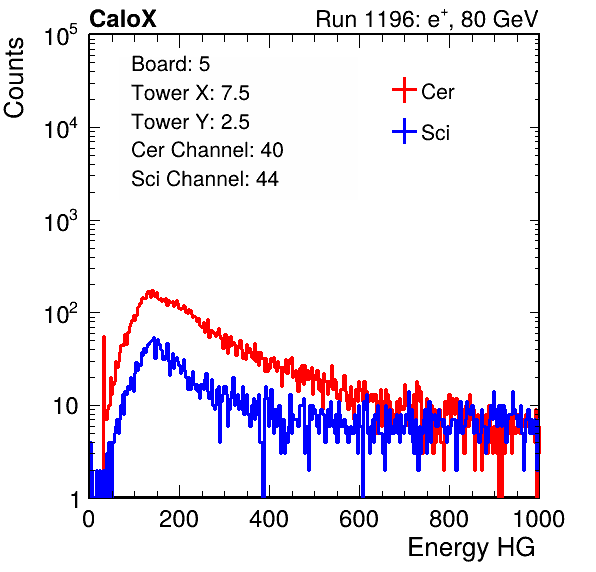 CaloX Run 1196: e⁺, 80 GeV
Counts
10⁵
10⁴
10³
10²
10
1
Board: 5
Tower X: 7.5
Tower Y: 2.5
Cer Channel: 40
Sci Channel: 44
Cer
Sci
0 200 400 600 800 1000
Energy HG